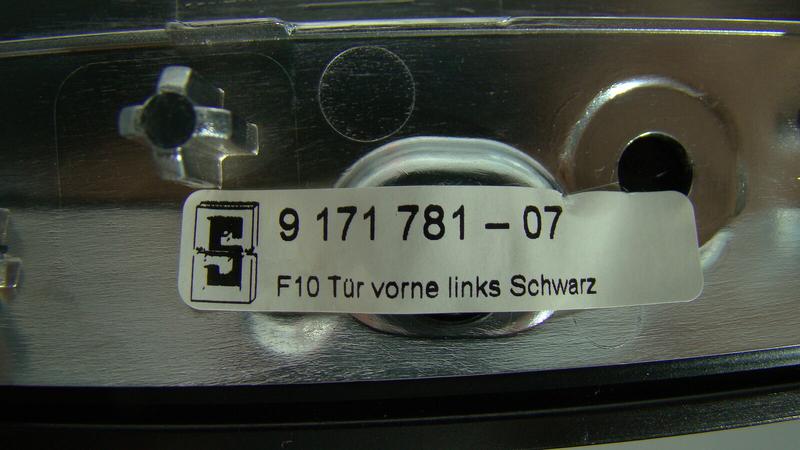 S
9 171 781 – 07
F10 Tür vorne links Schwarz